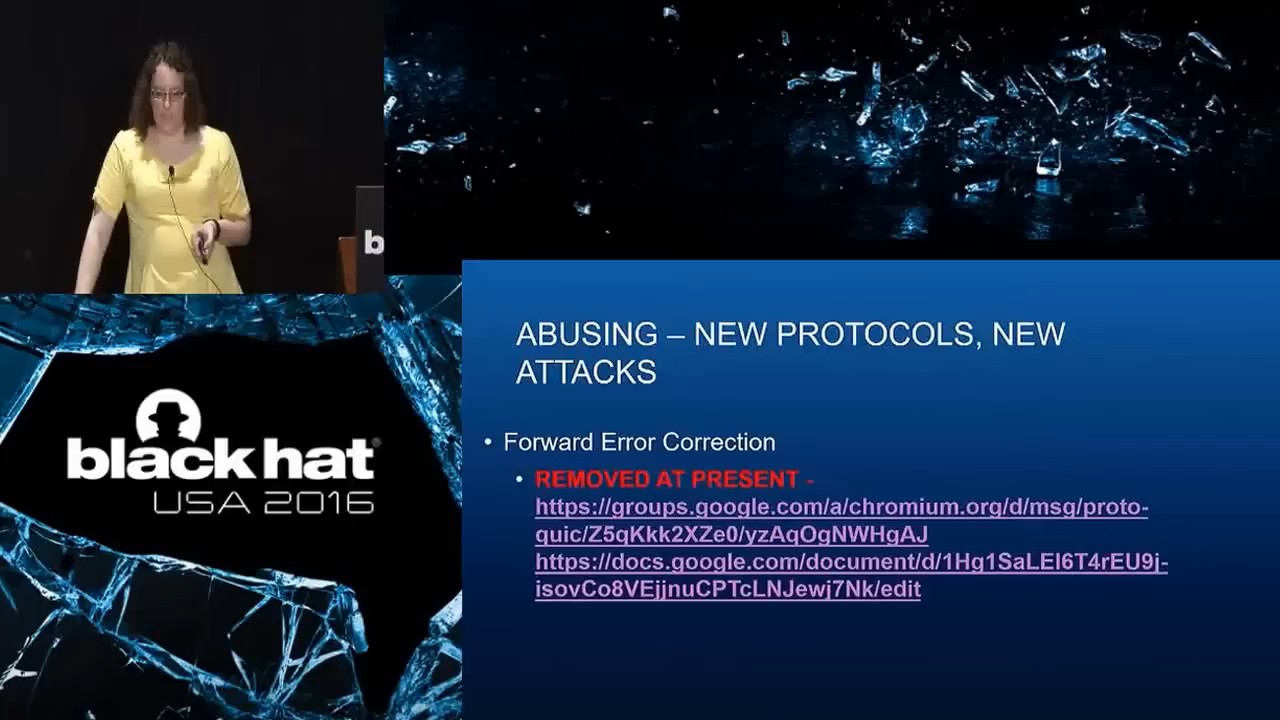 b
ABUSING – NEW PROTOCOLS, NEW
ATTACKS
• Forward Error Correction
• REMOVED AT PRESENT -
https://groups.google.com/a/chromium.org/d/msg/proto-
quic/Z5qKkk2XZe0/yzAqOgNWHgAJ
https://docs.google.com/document/d/1Hg1SaLEl6T4rEU9j-
isovCo8VEjjnuCPTcLNJewj7Nk/edit
black hat®
USA 2016